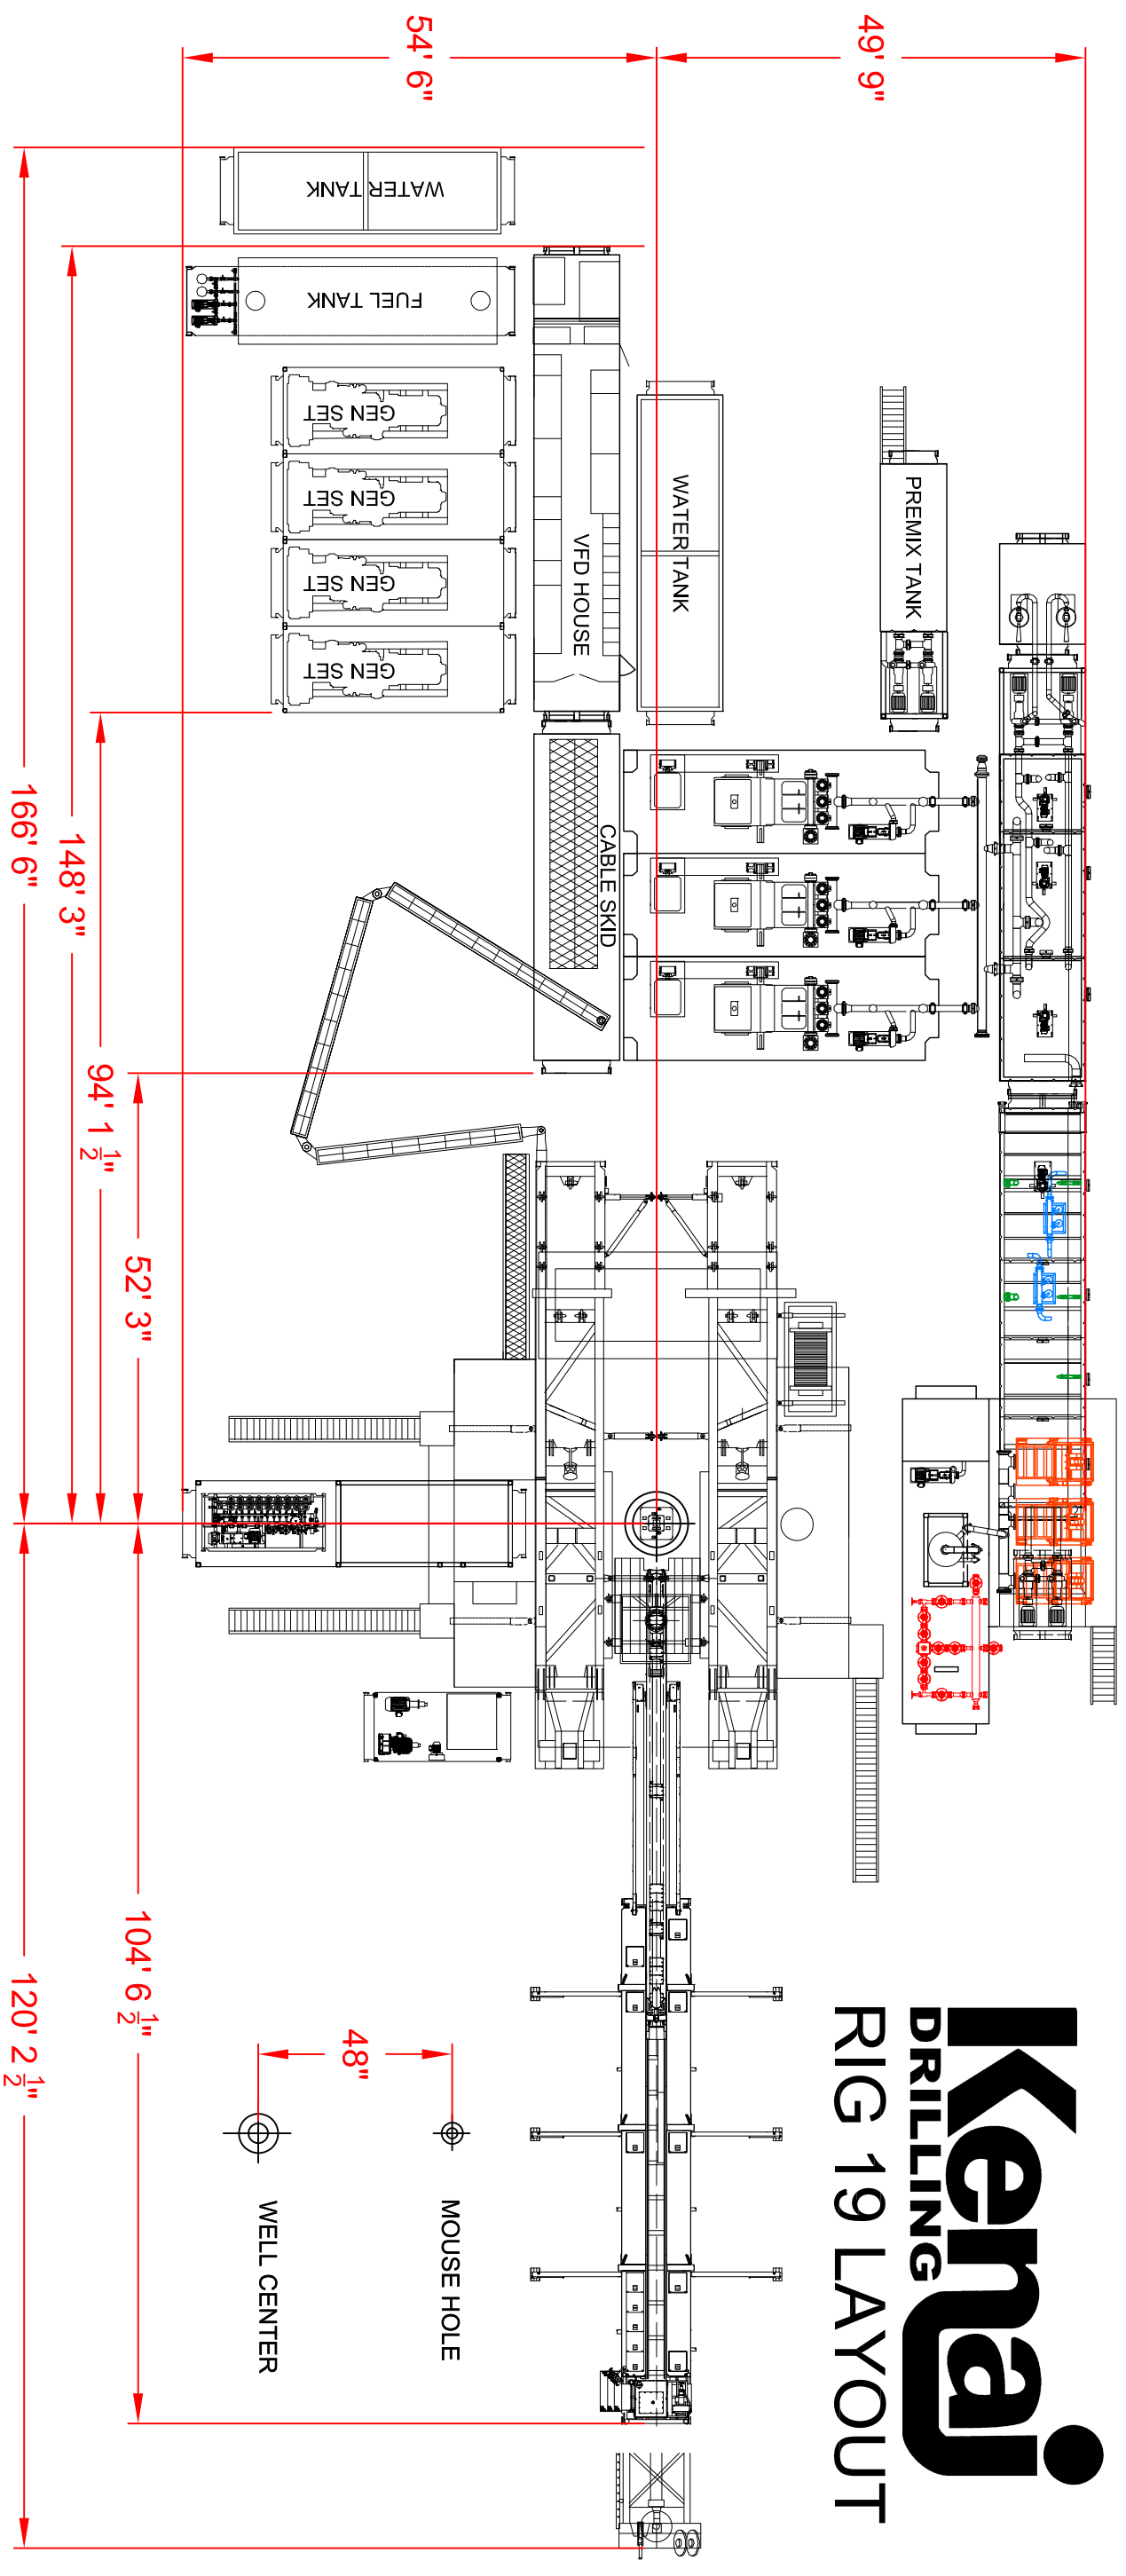 Kenai
DRILLING
RIG 19 LAYOUT
49' 9"
54' 6"
WATER TANK
FUEL TANK
GEN SET
GEN SET
GEN SET
GEN SET
VFD HOUSE
WATER TANK
PREMIX TANK
CABLE SKID
166' 6"
148' 3"
94' 1 1/2"
52' 3"
104' 6 1/2"
120' 2 1/2"
48"
MOUSE HOLE
WELL CENTER